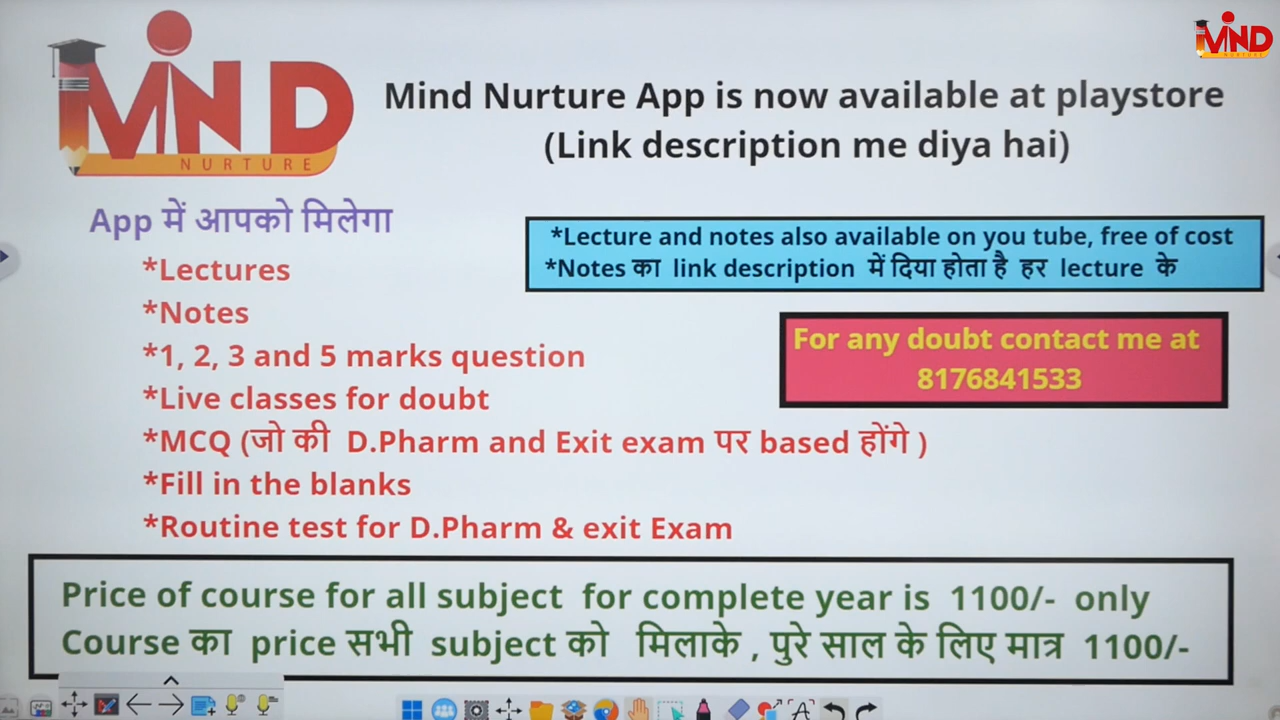 MIND
NURTURE
MIND
NURTURE
Mind Nurture App is now available at playstore
(Link description me diya hai)
App में आपको मिलेगा
*Lectures
*Notes
*1, 2, 3 and 5 marks question
*Live classes for doubt
*MCQ (जो की D.Pharm and Exit exam पर based होंगे )
*Fill in the blanks
*Routine test for D.Pharm & exit Exam
*Lecture and notes also available on you tube, free of cost
*Notes का link description में दिया होता है हर lecture के
For any doubt contact me at
8176841533
Price of course for all subject for complete year is 1100/- only
Course का price सभी subject को मिलाके , पुरे साल के लिए मात्र 1100/-